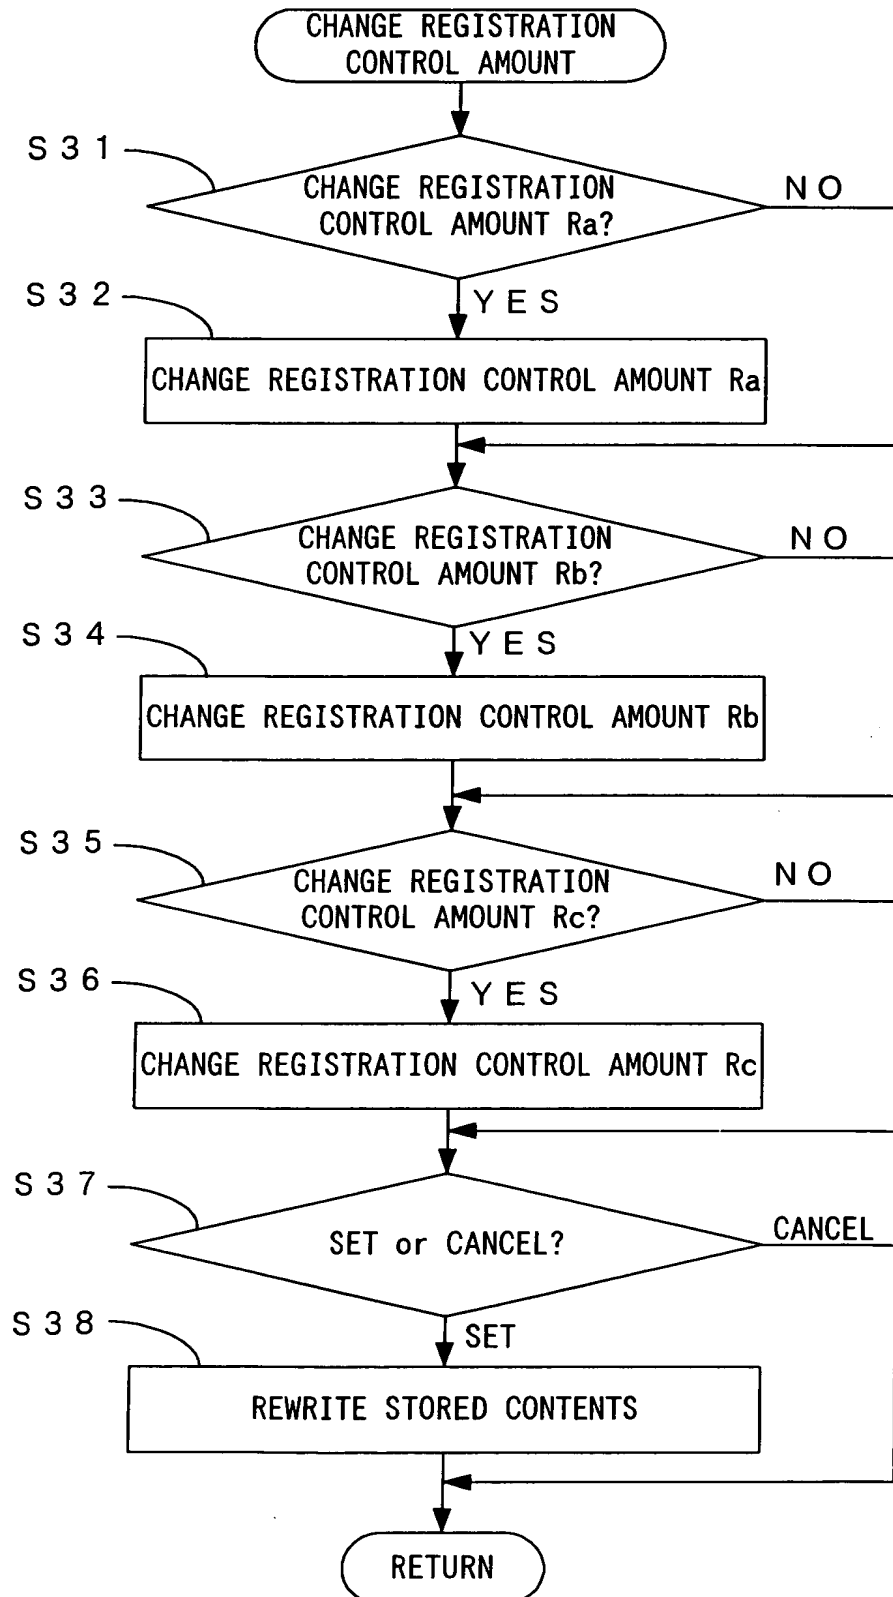 CHANGE REGISTRATION
CONTROL AMOUNT
S31
CHANGE REGISTRATION
CONTROL AMOUNT Ra?
NO
S32
YES
CHANGE REGISTRATION CONTROL AMOUNT Ra
S33
CHANGE REGISTRATION
CONTROL AMOUNT Rb?
NO
S34
YES
CHANGE REGISTRATION CONTROL AMOUNT Rb
S35
CHANGE REGISTRATION
CONTROL AMOUNT Rc?
NO
S36
YES
CHANGE REGISTRATION CONTROL AMOUNT Rc
S37
SET or CANCEL?
CANCEL
S38
SET
REWRITE STORED CONTENTS
RETURN